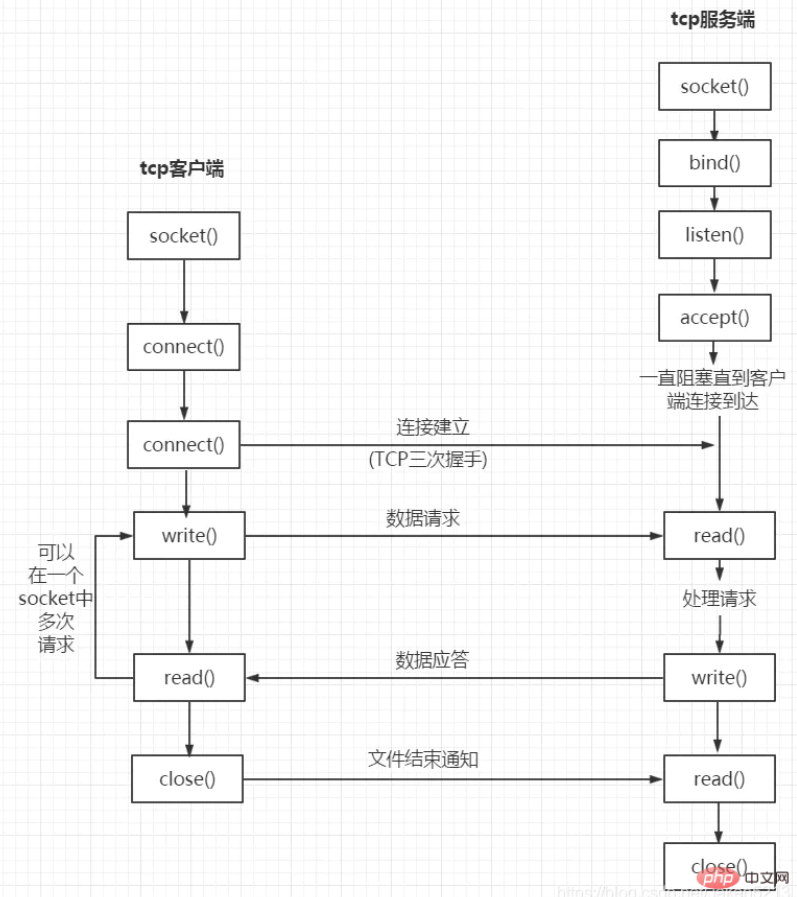 tcp服务端
socket()
bind()
tcp客户端
socket()
listen()
accept()
connect()
一直阻塞直到客户
端连接到达
connect()
连接建立
(TCP三次握手)
write()
数据请求
read()
可以
在一个
socket中
多次
请求
处理请求
read()
数据应答
write()
close()
文件结束通知
read()
close()
php 中文网